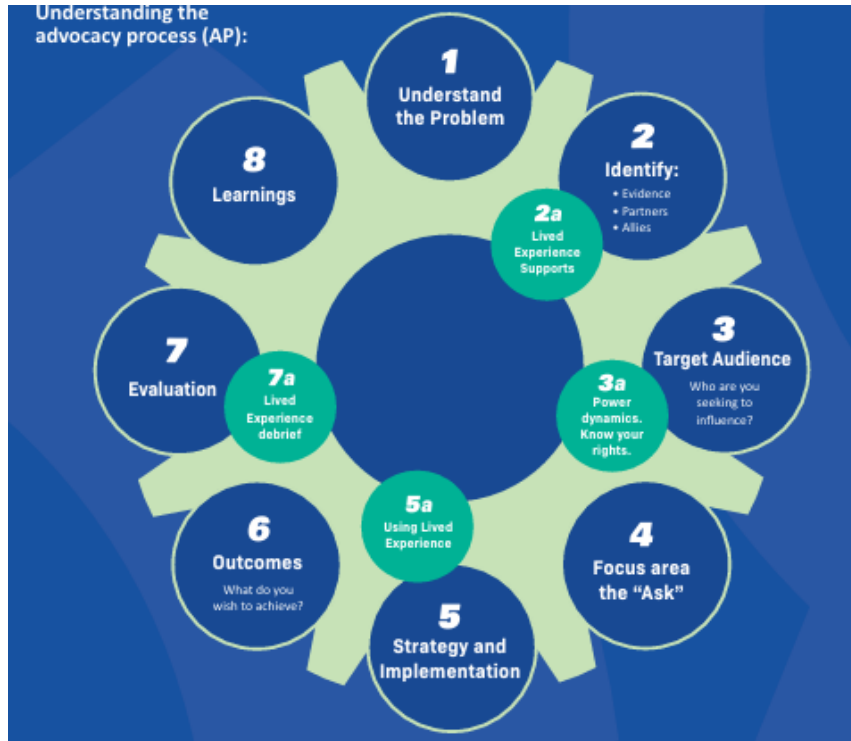 Understanding the
advocacy process (AP):
1
Understand
the Problem
2
Identify:
• Evidence
• Partners
• Allies
2a
Lived
Experience
Supports
3
Target Audience
Who are you
seeking to
influence?
3a
Power
dynamics.
Know your
rights.
4
Focus area
the “Ask”
5
Strategy and
Implementation
5a
Using Lived
Experience
6
Outcomes
What do you
wish to achieve?
7
Evaluation
7a
Lived
Experience
debrief
8
Learnings